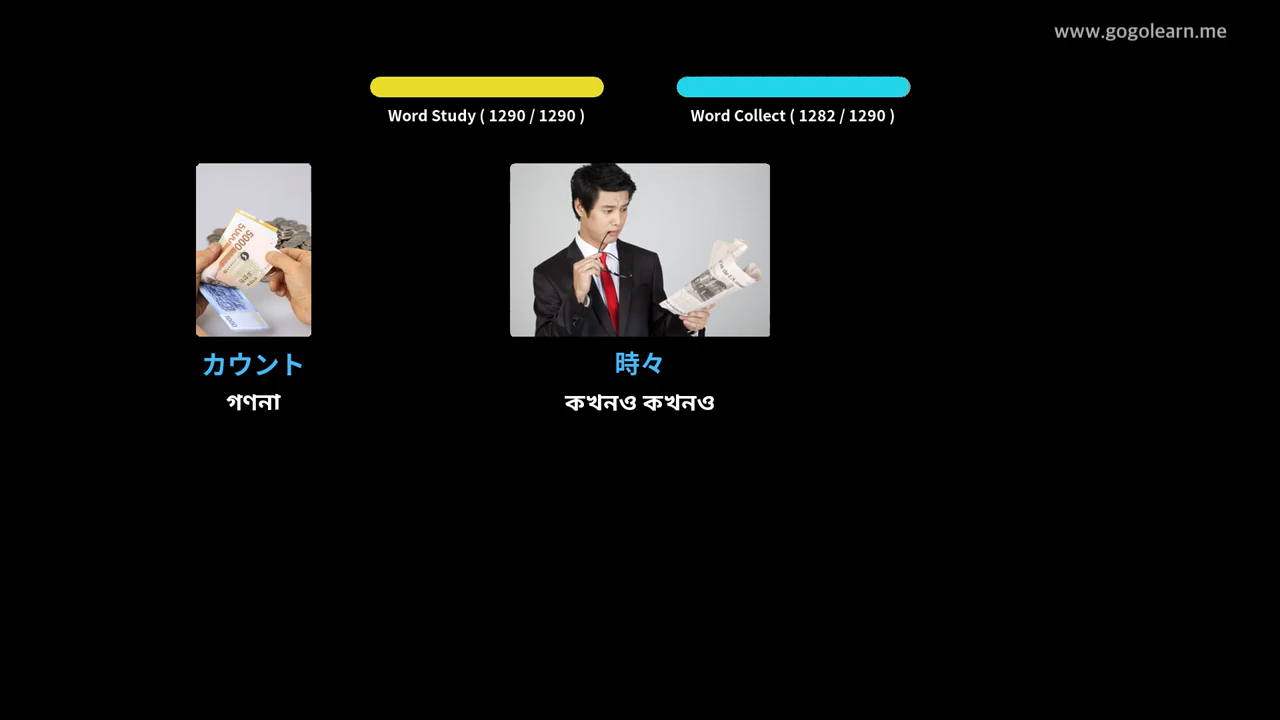 www.gogolearn.me
Word Study ( 1290 / 1290 )
Word Collect ( 1282 / 1290 )
5000
カウント
時々
গণনা
কখনও কখনও